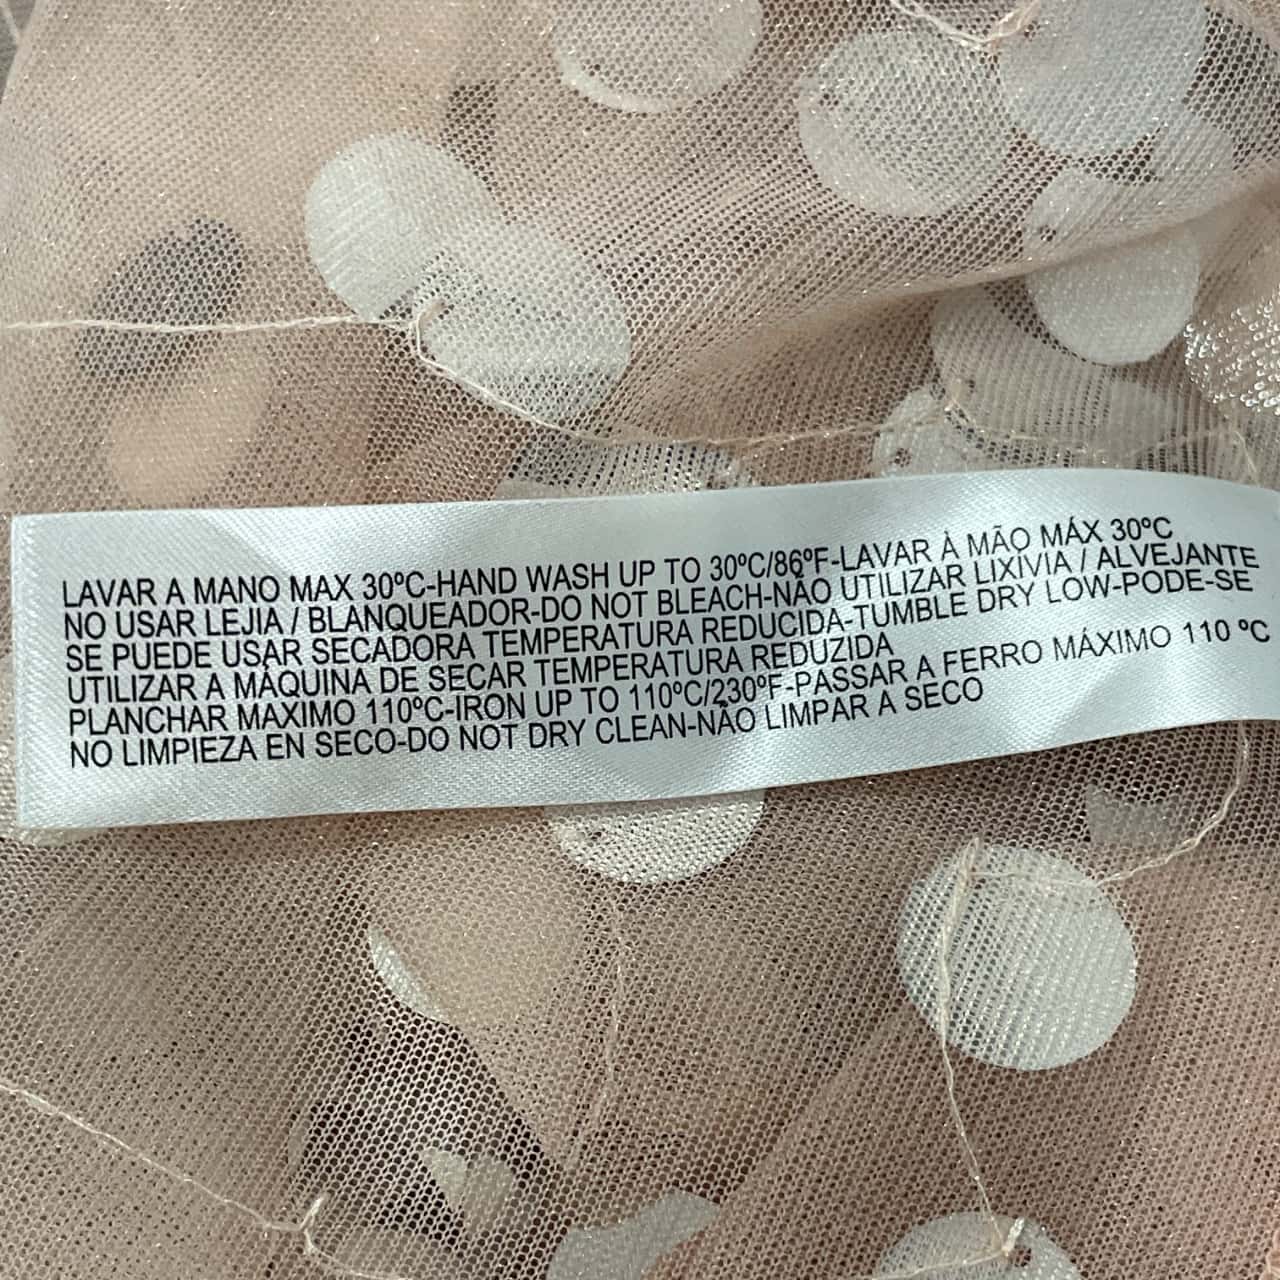 LAVAR A MANO MAX 30ºC-HAND WASH UP TO 30ºC/86ºF-LAVAR À MÃO MÁX 30ºC
NO USAR LEJIA / BLANQUEADOR-DO NOT BLEACH-NÃO UTILIZAR LIXÍVIA / ALVEJANTE
SE PUEDE USAR SECADORA TEMPERATURA REDUCIDA-TUMBLE DRY LOW-PODE-SE
UTILIZAR A MÁQUINA DE SECAR TEMPERATURA REDUZIDA
PLANCHAR MAXIMO 110ºC-IRON UP TO 110ºC/230ºF-PASSAR A FERRO MÁXIMO 110 ºC
NO LIMPIEZA EN SECO-DO NOT DRY CLEAN-NÃO LIMPAR A SECO